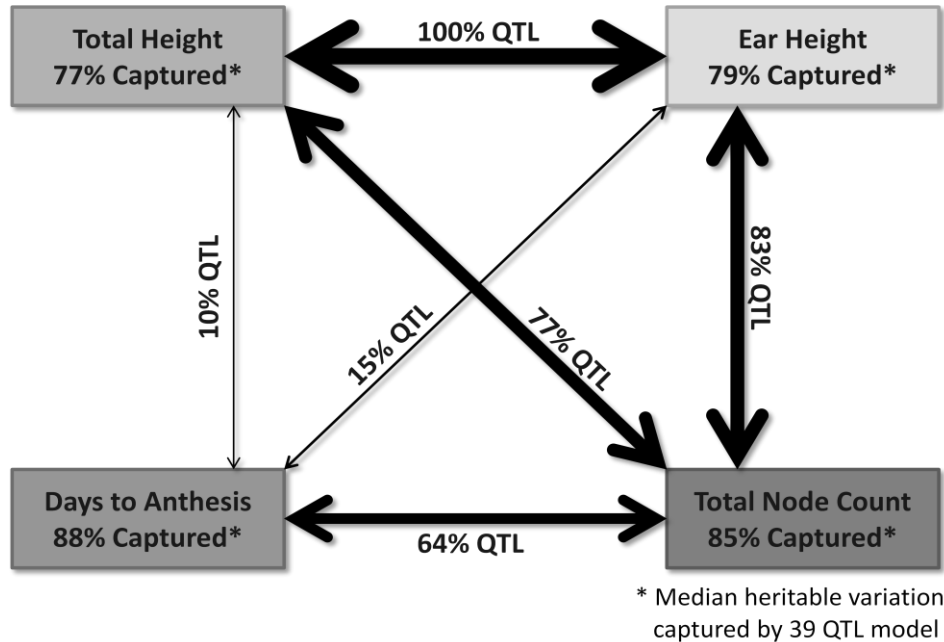 Total Height
77% Captured*
100% QTL
Ear Height
79% Captured*
10% QTL
15% QTL
77% QTL
83% QTL
Days to Anthesis
88% Captured*
64% QTL
Total Node Count
85% Captured*
* Median heritable variation
captured by 39 QTL model